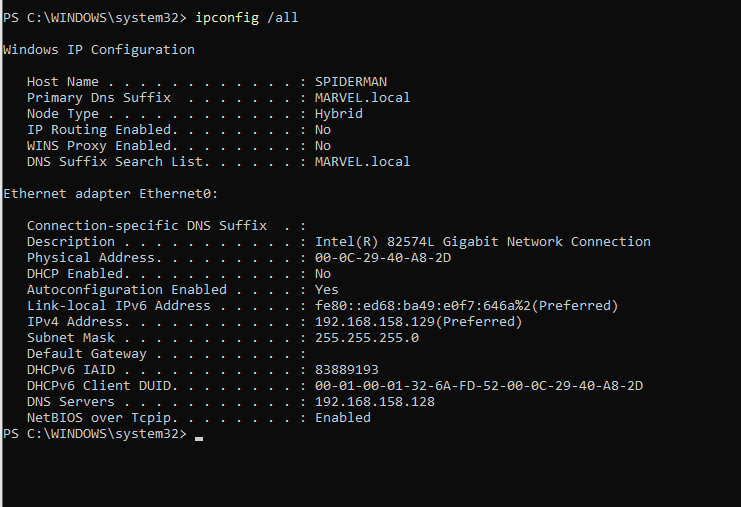 PS C:\WINDOWS\system32> ipconfig /all
Windows IP Configuration
Host Name . . . . . . . . . . . . : SPIDERMAN
Primary Dns Suffix  . . . . . . . : MARVEL.local
Node Type . . . . . . . . . . . . : Hybrid
IP Routing Enabled. . . . . . . . : No
WINS Proxy Enabled. . . . . . . . : No
DNS Suffix Search List. . . . . . : MARVEL.local
Ethernet adapter Ethernet0:
Connection-specific DNS Suffix  . :
Description . . . . . . . . . . . : Intel(R) 82574L Gigabit Network Connection
Physical Address. . . . . . . . . : 00-0C-29-40-A8-2D
DHCP Enabled. . . . . . . . . . . : No
Autoconfiguration Enabled . . . . : Yes
Link-local IPv6 Address . . . . . : fe80::ed68:ba49:e0f7:646a%2(Preferred)
IPv4 Address. . . . . . . . . . . : 192.168.158.129(Preferred)
Subnet Mask . . . . . . . . . . . : 255.255.255.0
Default Gateway . . . . . . . . . :
DHCPv6 IAID . . . . . . . . . . . : 83889193
DHCPv6 Client DUID. . . . . . . . : 00-01-00-01-32-6A-FD-52-00-0C-29-40-A8-2D
DNS Servers . . . . . . . . . . . : 192.168.158.128
NetBIOS over Tcpip. . . . . . . . : Enabled
PS C:\WINDOWS\system32>